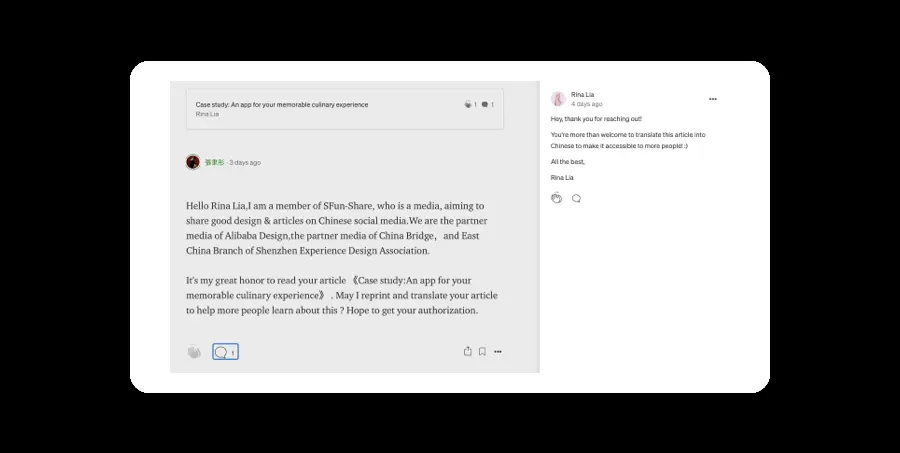 Case study: An app for your memorable culinary experience
Rina Lia
1 1
· 3 days ago
Hello Rina Lia,I am a member of SFun-Share, who is a media, aiming to
share good design & articles on Chinese social media.We are the partner
media of Alibaba Design,the partner media of China Bridge，and East
China Branch of Shenzhen Experience Design Association.
It's my great honor to read your article 《Case study:An app for your
memorable culinary experience》 . May I reprint and translate your article
to help more people learn about this ? Hope to get your authorization.
1
Rina Lia
4 days ago
Hey, thank you for reaching out!
You're more than welcome to translate this article into
Chinese to make it accessible to more people! :)
All the best,
Rina Lia